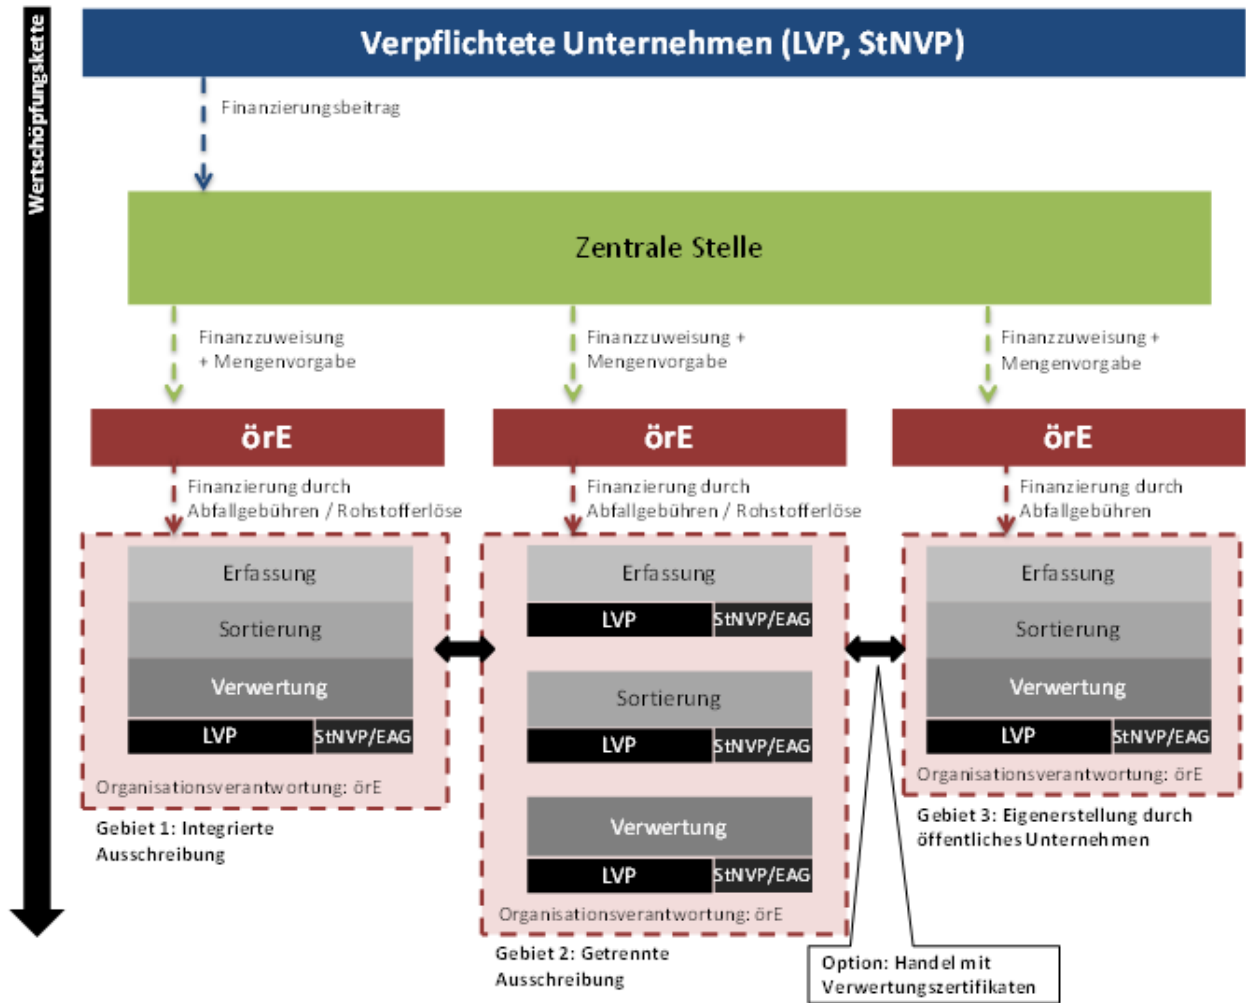 Wertschöpfungskette
Verpflichtete Unternehmen (LVP, StNVP)
Finanzierungsbeitrag
Zentrale Stelle
Finanzzuweisung
+ Mengenvorgabe
Finanzzuweisung +
Mengenvorgabe
Finanzzuweisung +
Mengenvorgabe
örE
örE
örE
Finanzierung durch
Abfallgebühren / Rohstofferlöse
Finanzierung durch
Abfallgebühren / Rohstofferlöse
Finanzierung durch
Abfallgebühren
Erfassung
Sortierung
Verwertung
LVP
StNVP/EAG
Organisationsverantwortung: örE
Gebiet 1: Integrierte
Ausschreibung
Erfassung
LVP
StNVP/EAG
Sortierung
LVP
StNVP/EAG
Verwertung
LVP
StNVP/EAG
Organisationsverantwortung: örE
Gebiet 2: Getrennte
Ausschreibung
Erfassung
Sortierung
Verwertung
LVP
StNVP/EAG
Organisationsverantwortung: örE
Gebiet 3: Eigenerstellung durch
öffentliches Unternehmen
Option: Handel mit
Verwertungszertifikaten